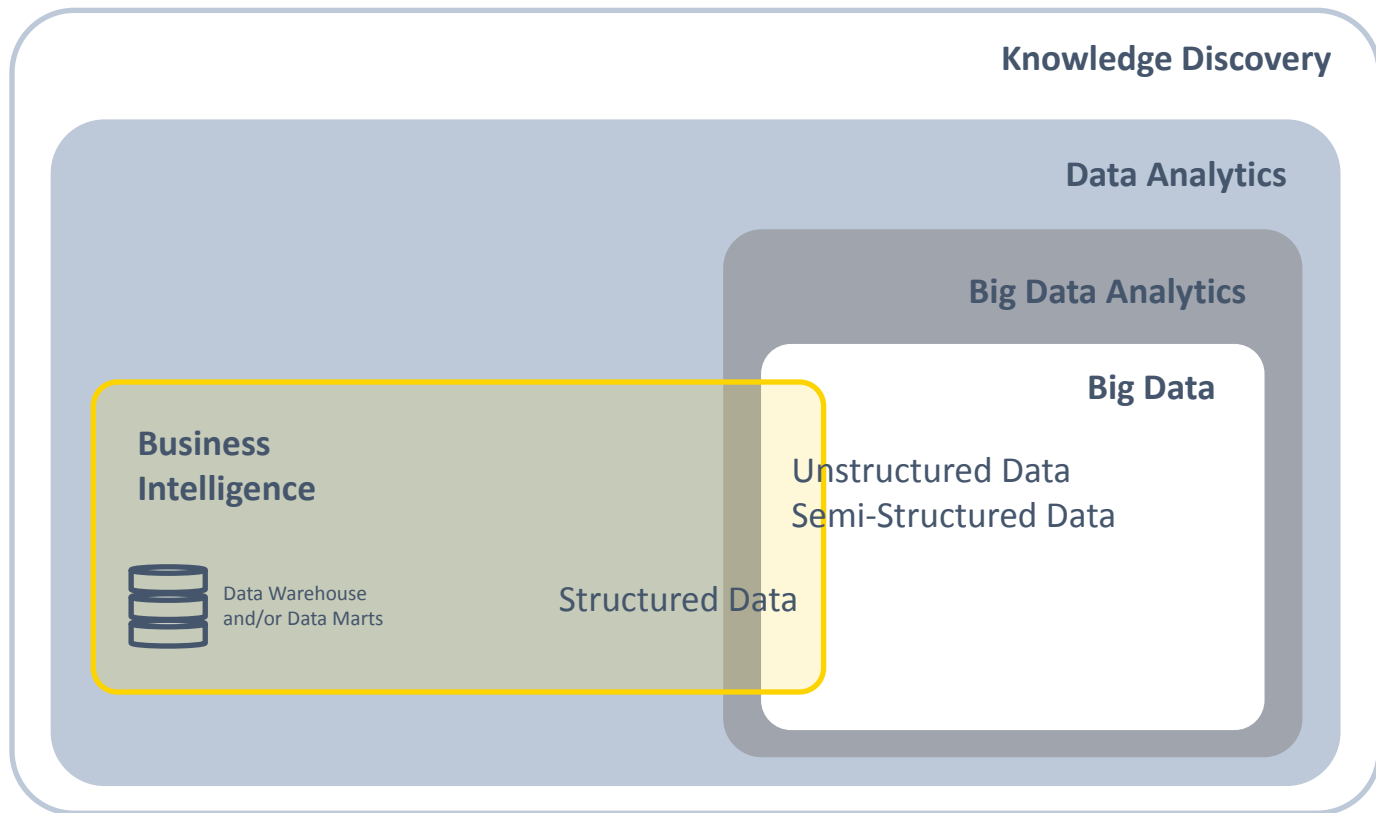 Knowledge Discovery
Data Analytics
Big Data Analytics
Big Data
Business
Intelligence
Unstructured Data
Semi-Structured Data
Data Warehouse
and/or Data Marts
Structured Data